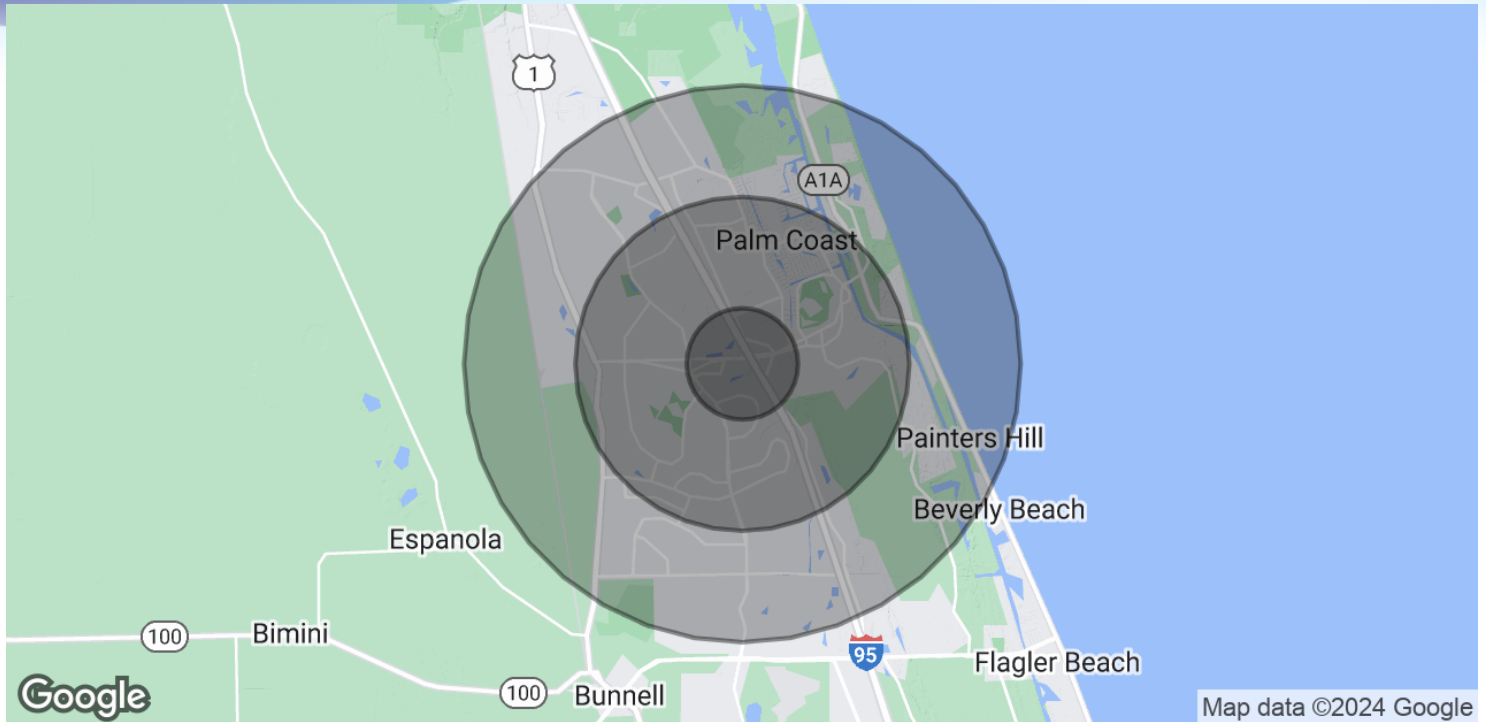 1
A1A
Palm Coast
Painters Hill
Beverly Beach
Espanola
100
Bimini
95
Flagler Beach
100
Bunnell
Google
Map data ©2024 Google